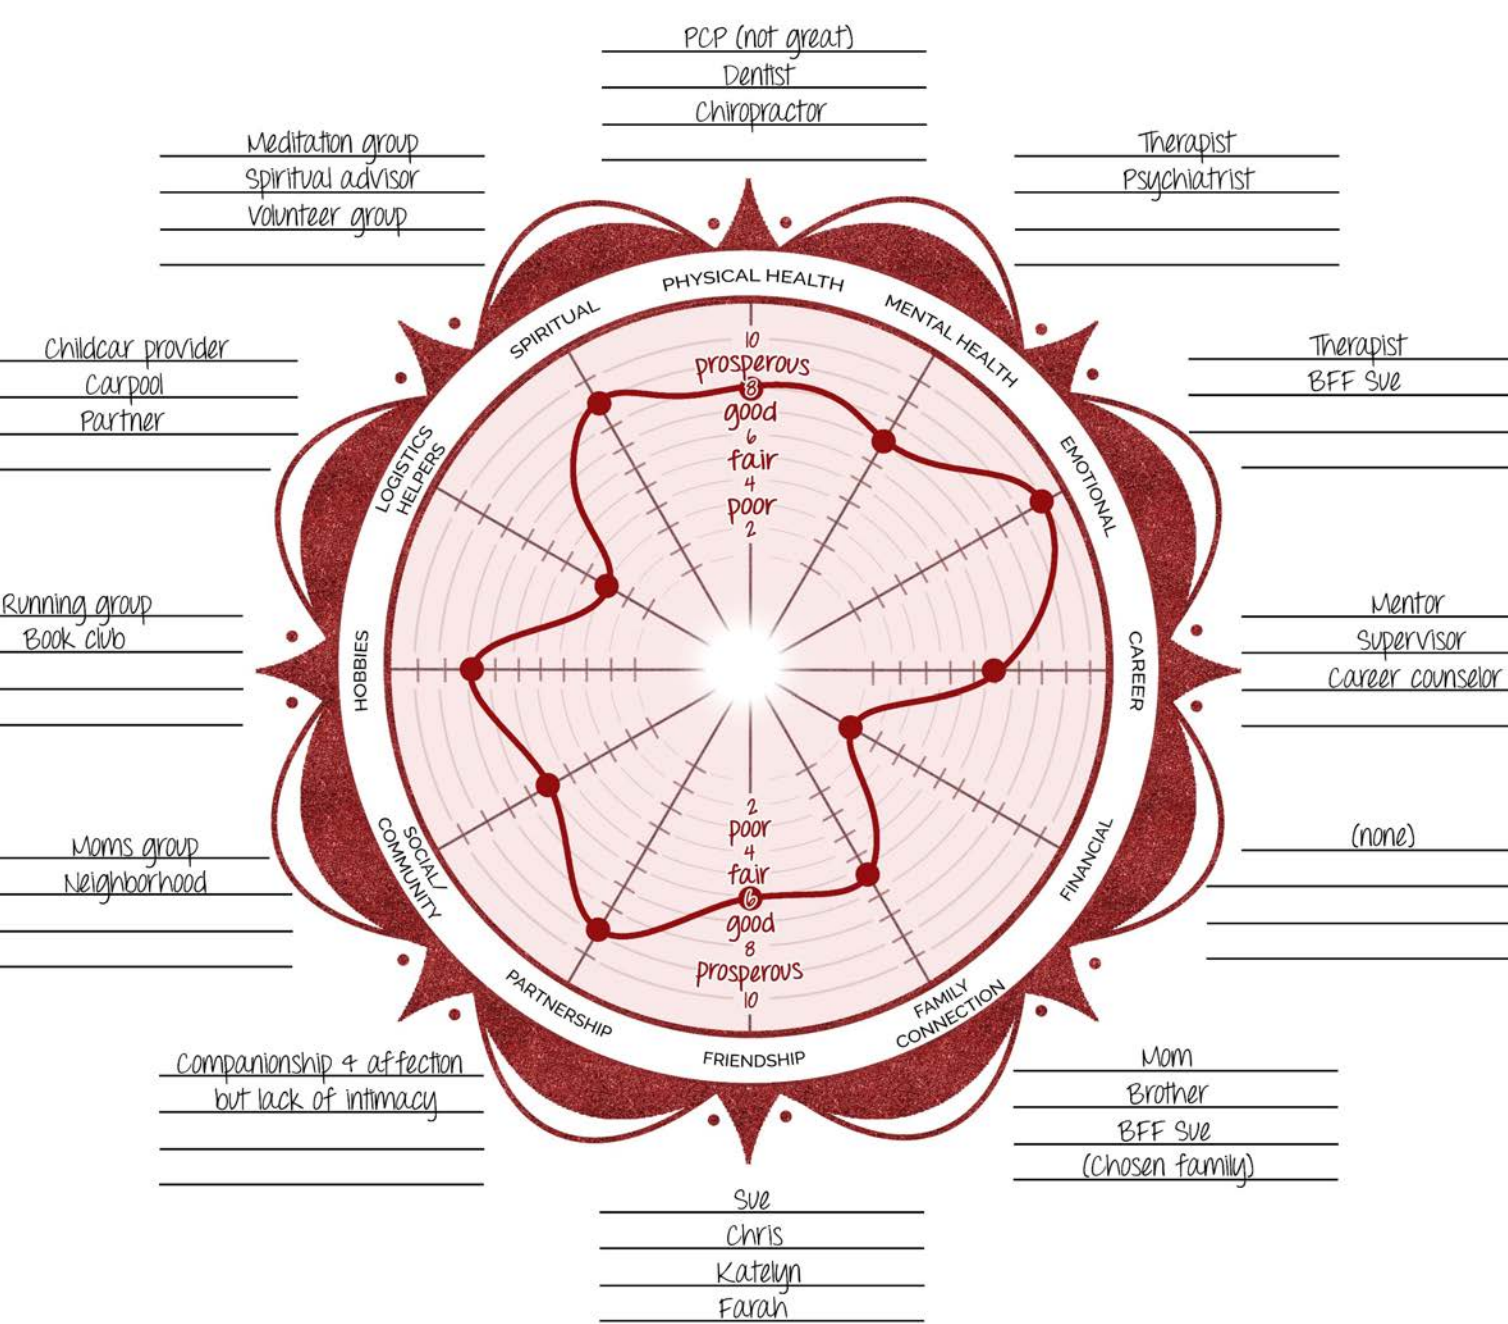 PCP (not great)
Dentist
Chiropractor
Meditation group
Spiritual advisor
Volunteer group
Therapist
Psychiatrist
Childcar provider
Carpool
Partner
Therapist
BFF Sue
Running group
Book club
Mentor
Supervisor
Career counselor
Moms group
Neighborhood
(none)
Companionship & affection
but lack of intimacy
Mom
Brother
BFF Sue
(Chosen family)
Sue
Chris
Katelyn
Farah
PHYSICAL HEALTH
MENTAL HEALTH
EMOTIONAL
CAREER
FINANCIAL
FAMILY
CONNECTION
FRIENDSHIP
PARTNERSHIP
SOCIAL/
COMMUNITY
HOBBIES
LOGISTICS
HELPERS
SPIRITUAL
10
prosperous
8
good
6
fair
4
poor
2
2
poor
4
fair
6
good
8
prosperous
10